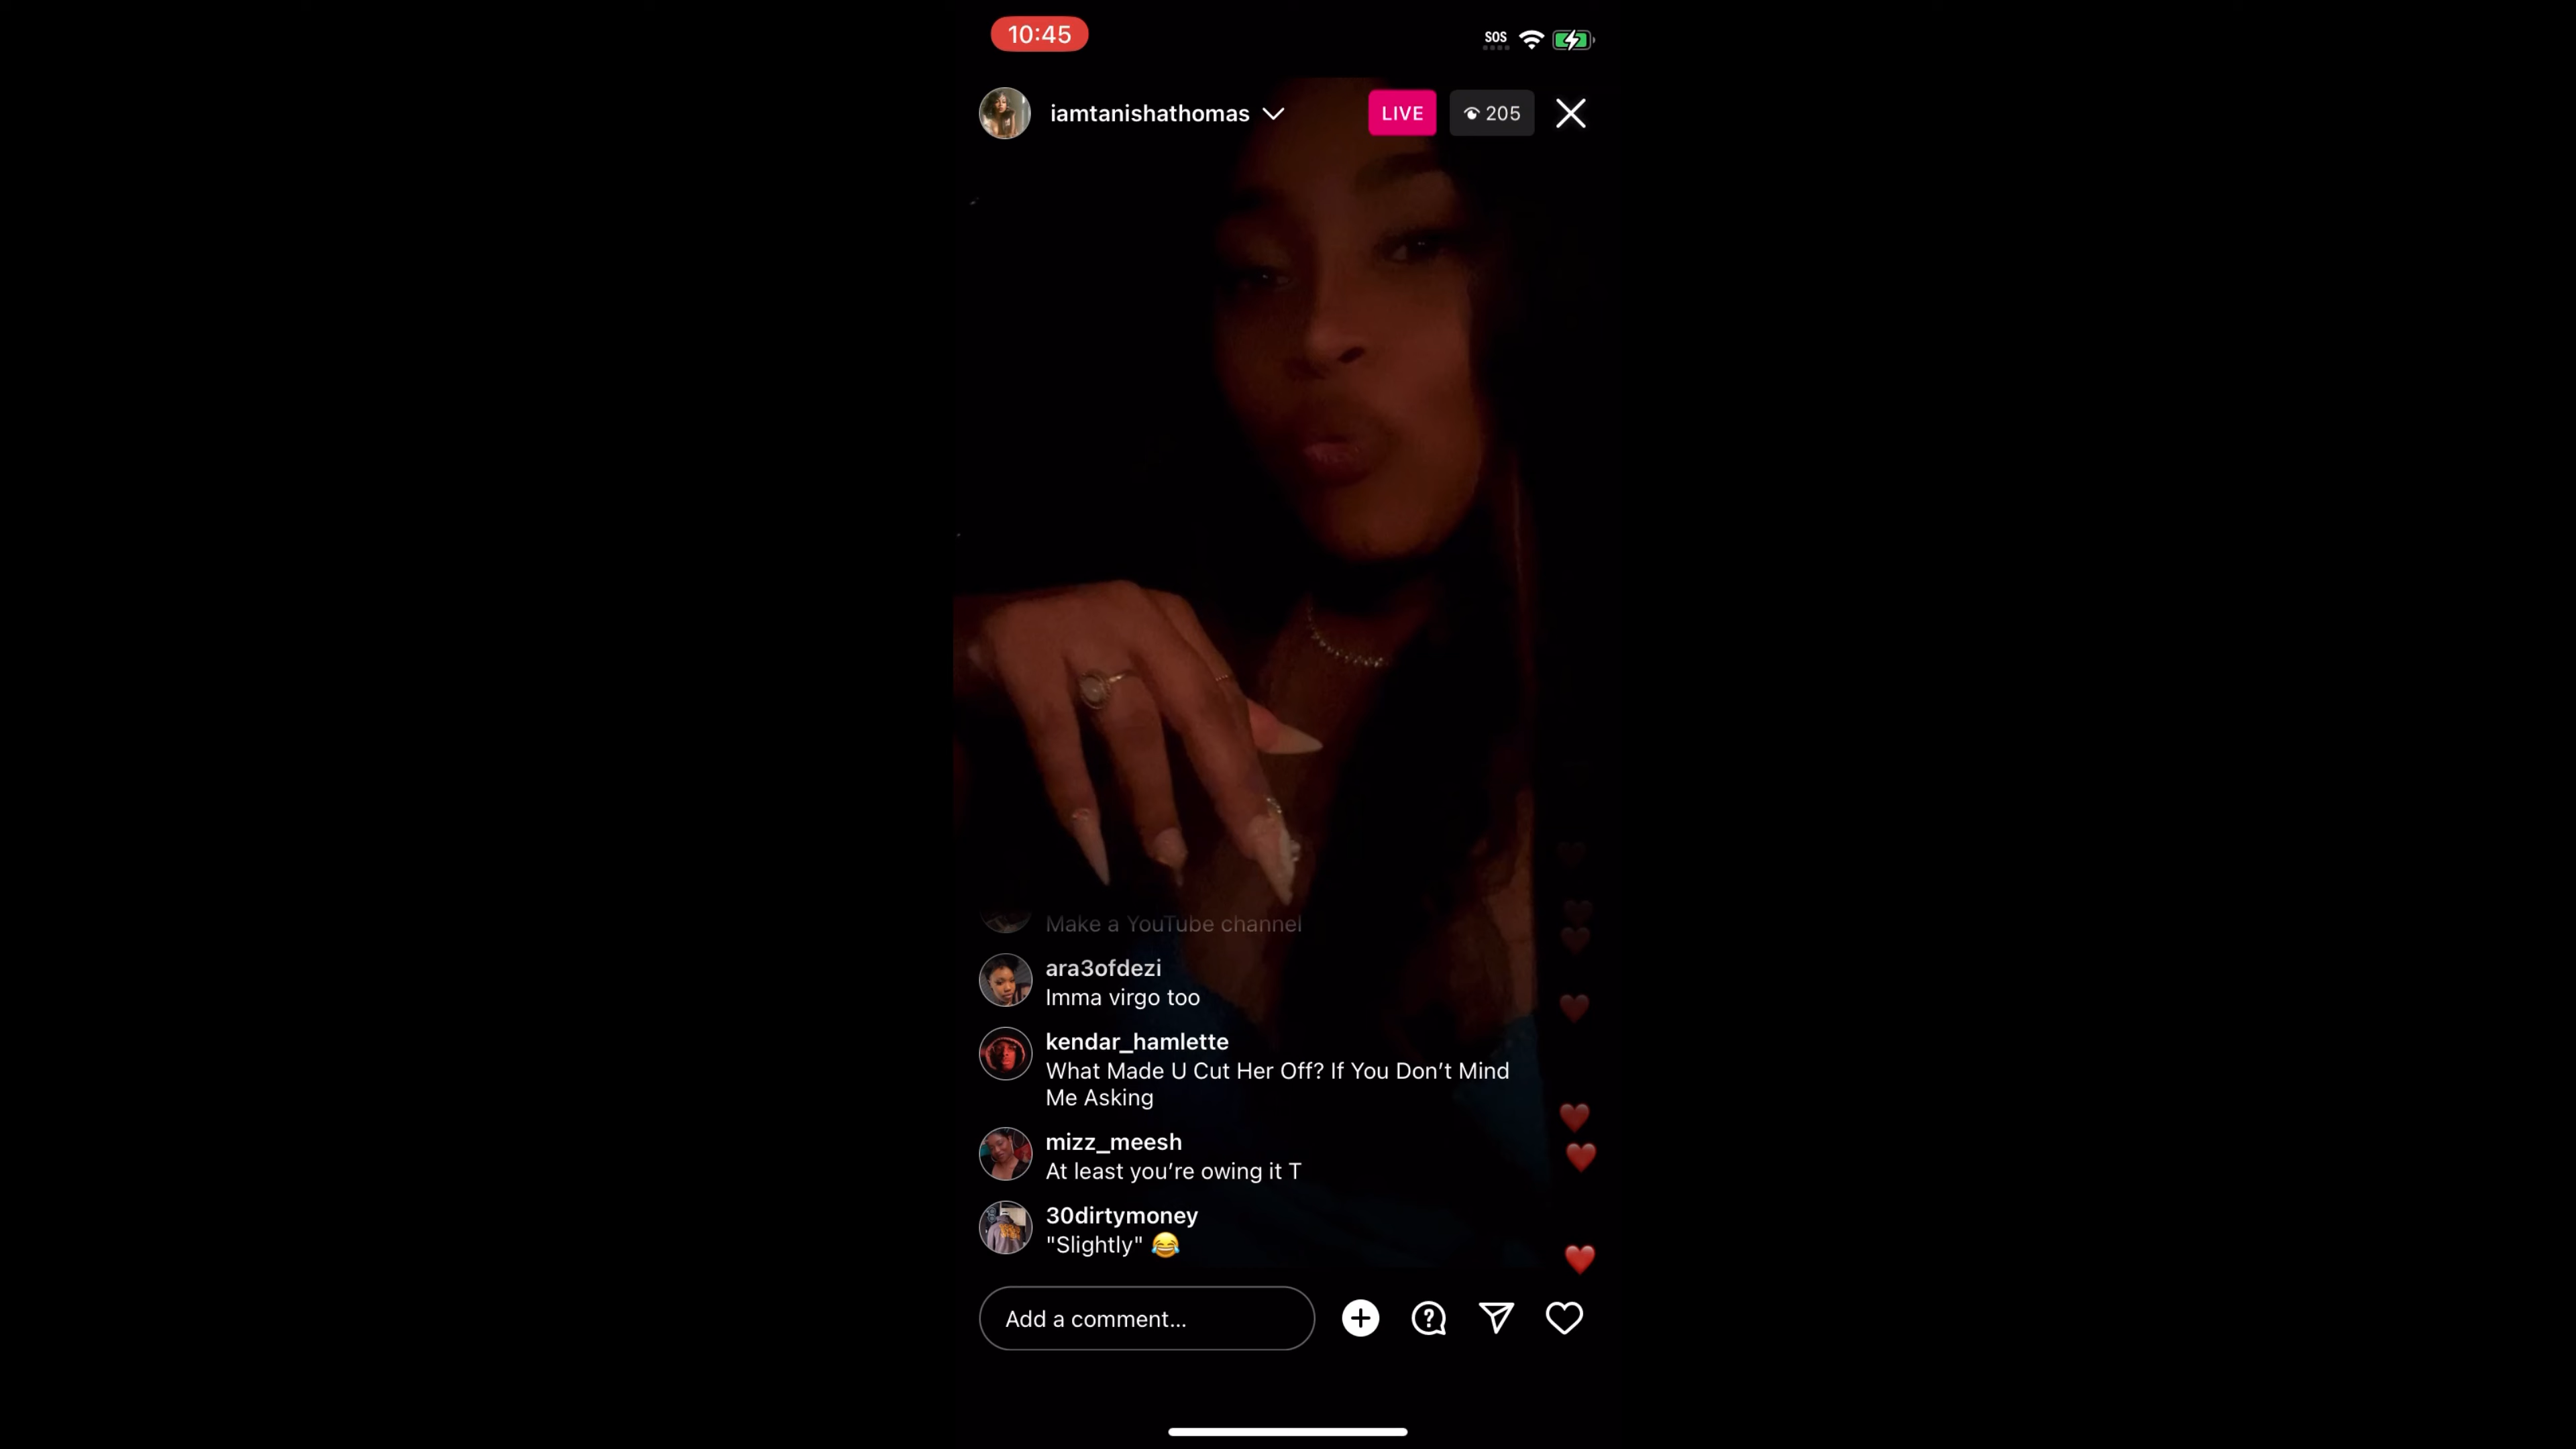 10:45
SOS
iamtanishathomas
LIVE
205
Make a YouTube channel
ara3ofdezi
Imma virgo too
kendar_hamlette
What Made U Cut Her Off? If You Don’t Mind
Me Asking
mizz_meesh
At least you’re owing it T
30dirtymoney
"Slightly" 😂
Add a comment...